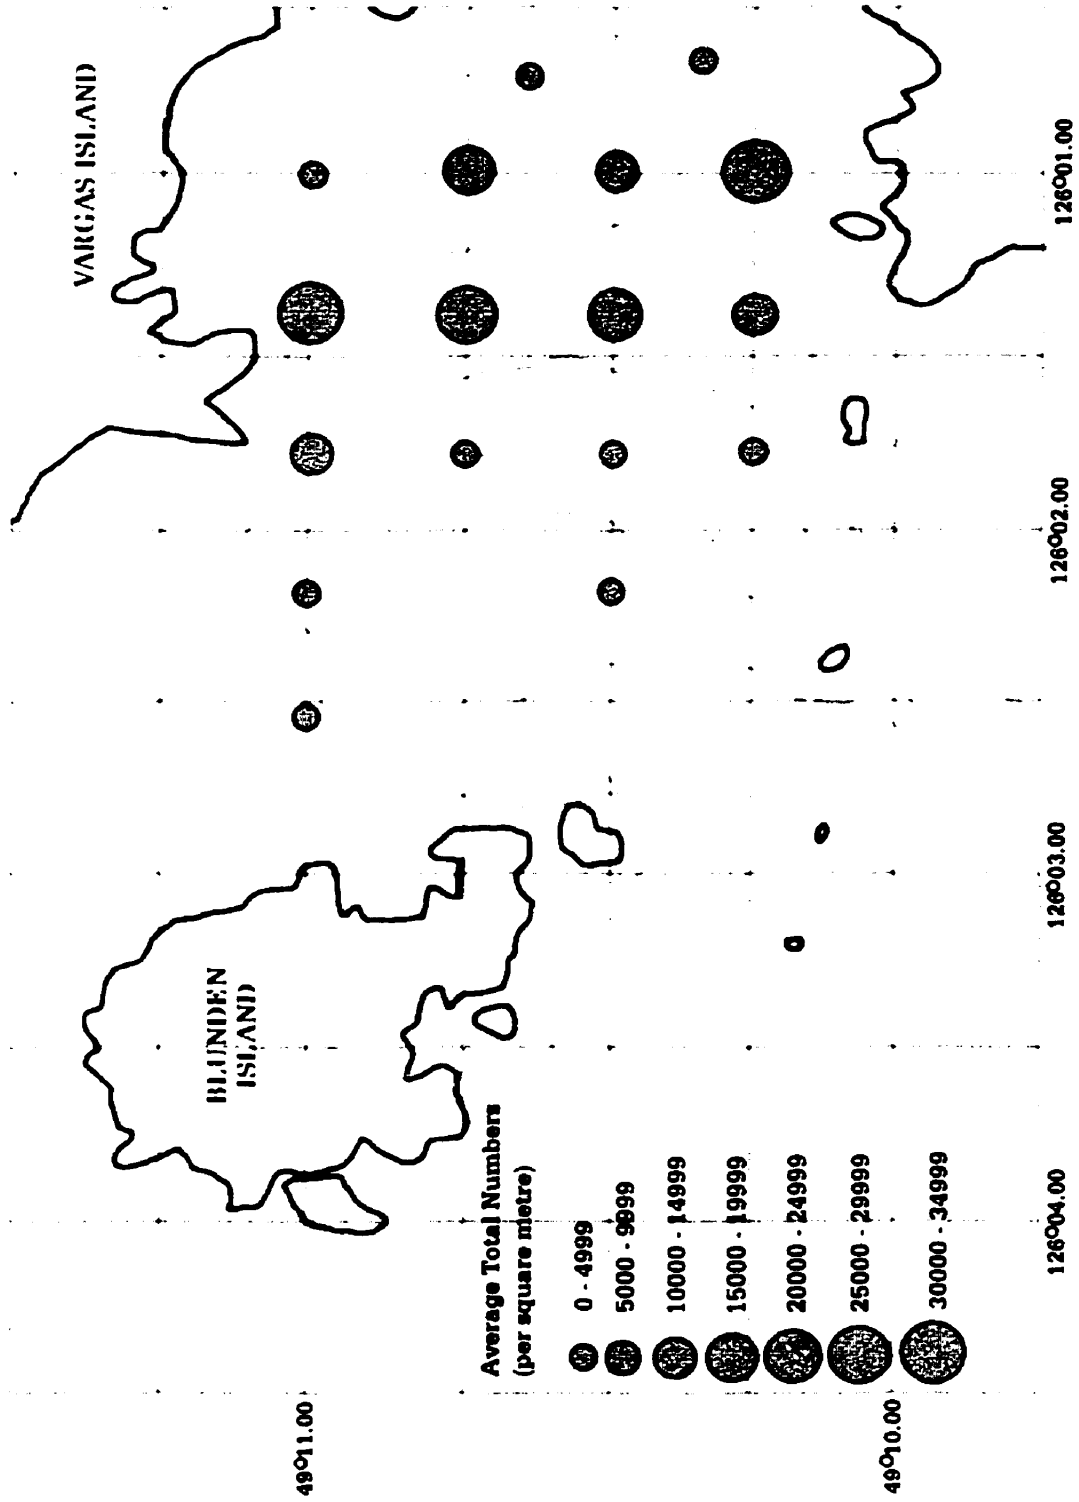 VARGAS ISLAND
BLUNDEN
ISLAND
Average Total Numbers
(per square metre)
0 - 4999
5000 - 9999
10000 - 14999
15000 - 19999
20000 - 24999
25000 - 29999
30000 - 34999
49°11.00
49°10.00
126°04.00
126°03.00
126°02.00
126°01.00